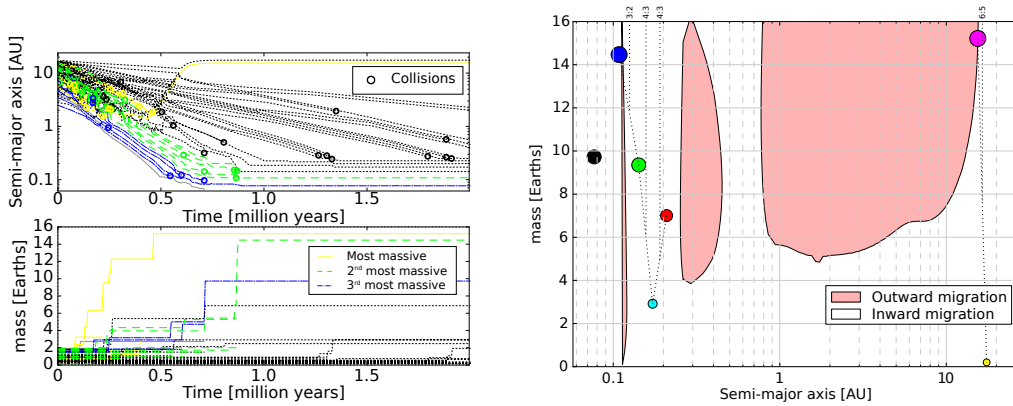 Semi-major axis [AU]
10
1
0.1
Collisions
0 0.5 1.0 1.5
Time [million years]
mass [Earths]
16
14
12
10
8
6
4
2
0
Most massive
2nd most massive
3rd most massive
0 0.5 1.0 1.5
Time [million years]
3:2 4:3 4:3 6:5
mass [Earths]
16
14
12
10
8
6
4
2
0
Outward migration
Inward migration
0.1 1 10
Semi-major axis [AU]